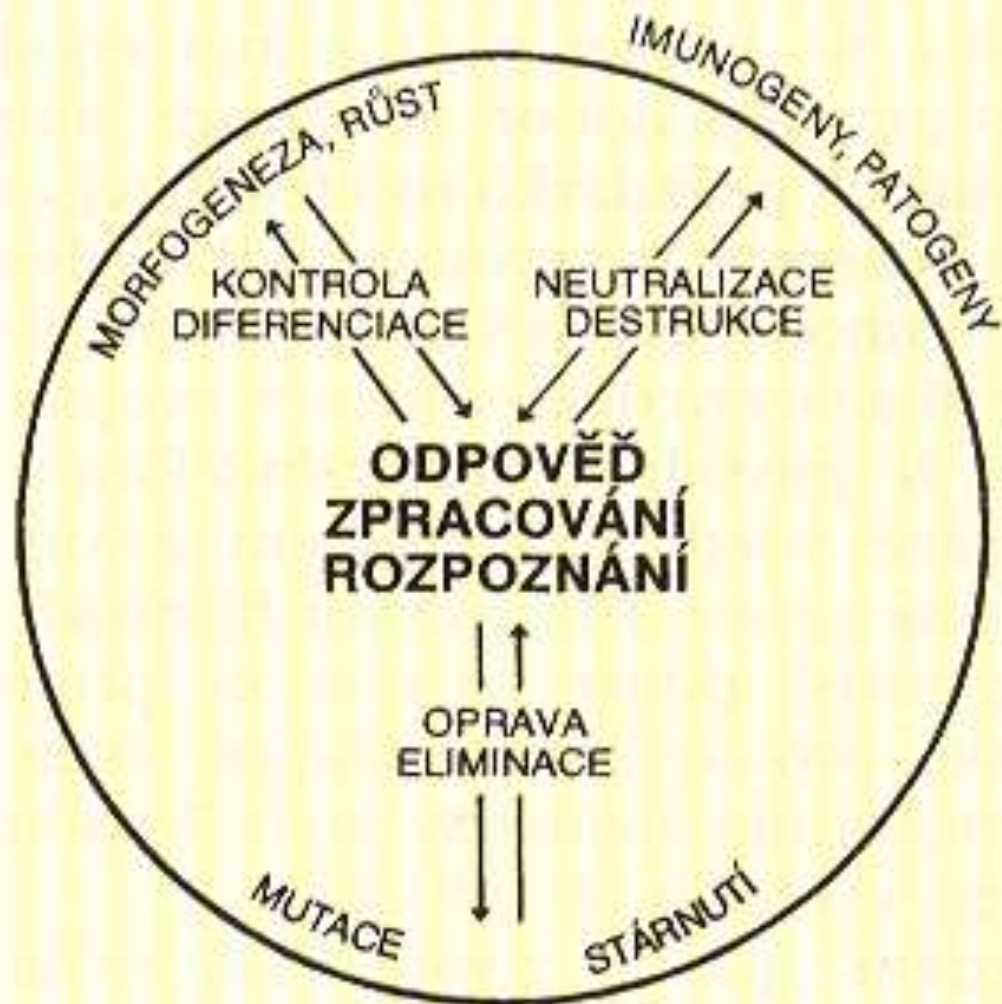 IMUNOGENY, PATOGENY
MORFOGENEZA, RŮST
KONTROLA
DIFERENCIACE
NEUTRALIZACE
DESTRUKCE
ODPOVĚĎ
ZPRACOVÁNÍ
ROZPOZNÁNÍ
OPRAVA
ELIMINACE
MUTACE
STÁRNUTÍ